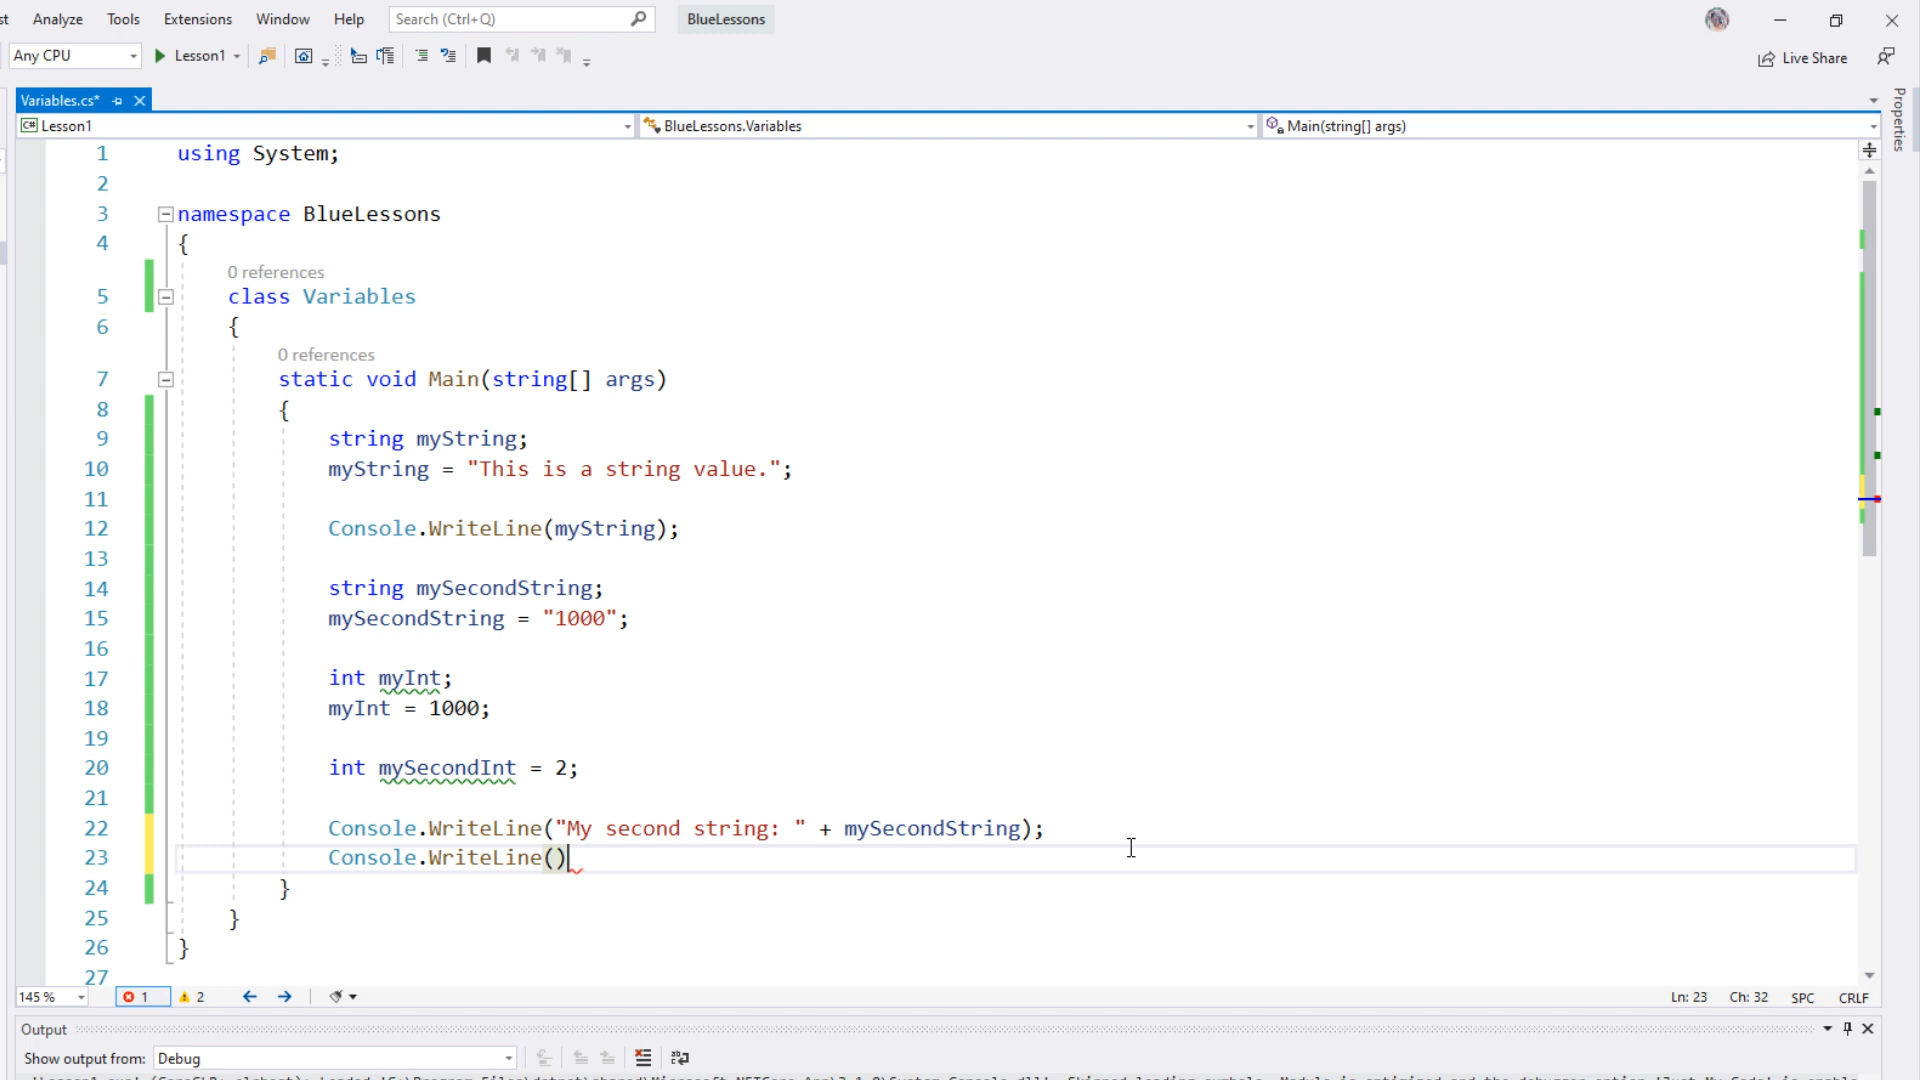 st Analyze Tools Extensions Window Help Search (Ctrl+Q) BlueLessons
Any CPU Lesson1 Live Share
Variables.cs*
Properties
C# Lesson1 BlueLessons.Variables Main(string[] args)
1 using System;
2
3 namespace BlueLessons
4 {
0 references
5 class Variables
6 {
0 references
7 static void Main(string[] args)
8 {
9 string myString;
10 myString = "This is a string value.";
11
12 Console.WriteLine(myString);
13
14 string mySecondString;
15 mySecondString = "1000";
16
17 int myInt;
18 myInt = 1000;
19
20 int mySecondInt = 2;
21
22 Console.WriteLine("My second string: " + mySecondString);
23 Console.WriteLine()
24 }
25 }
26 }
27
145 % 1 2 Ln: 23 Ch: 32 SPC CRLF
Output
Show output from: Debug